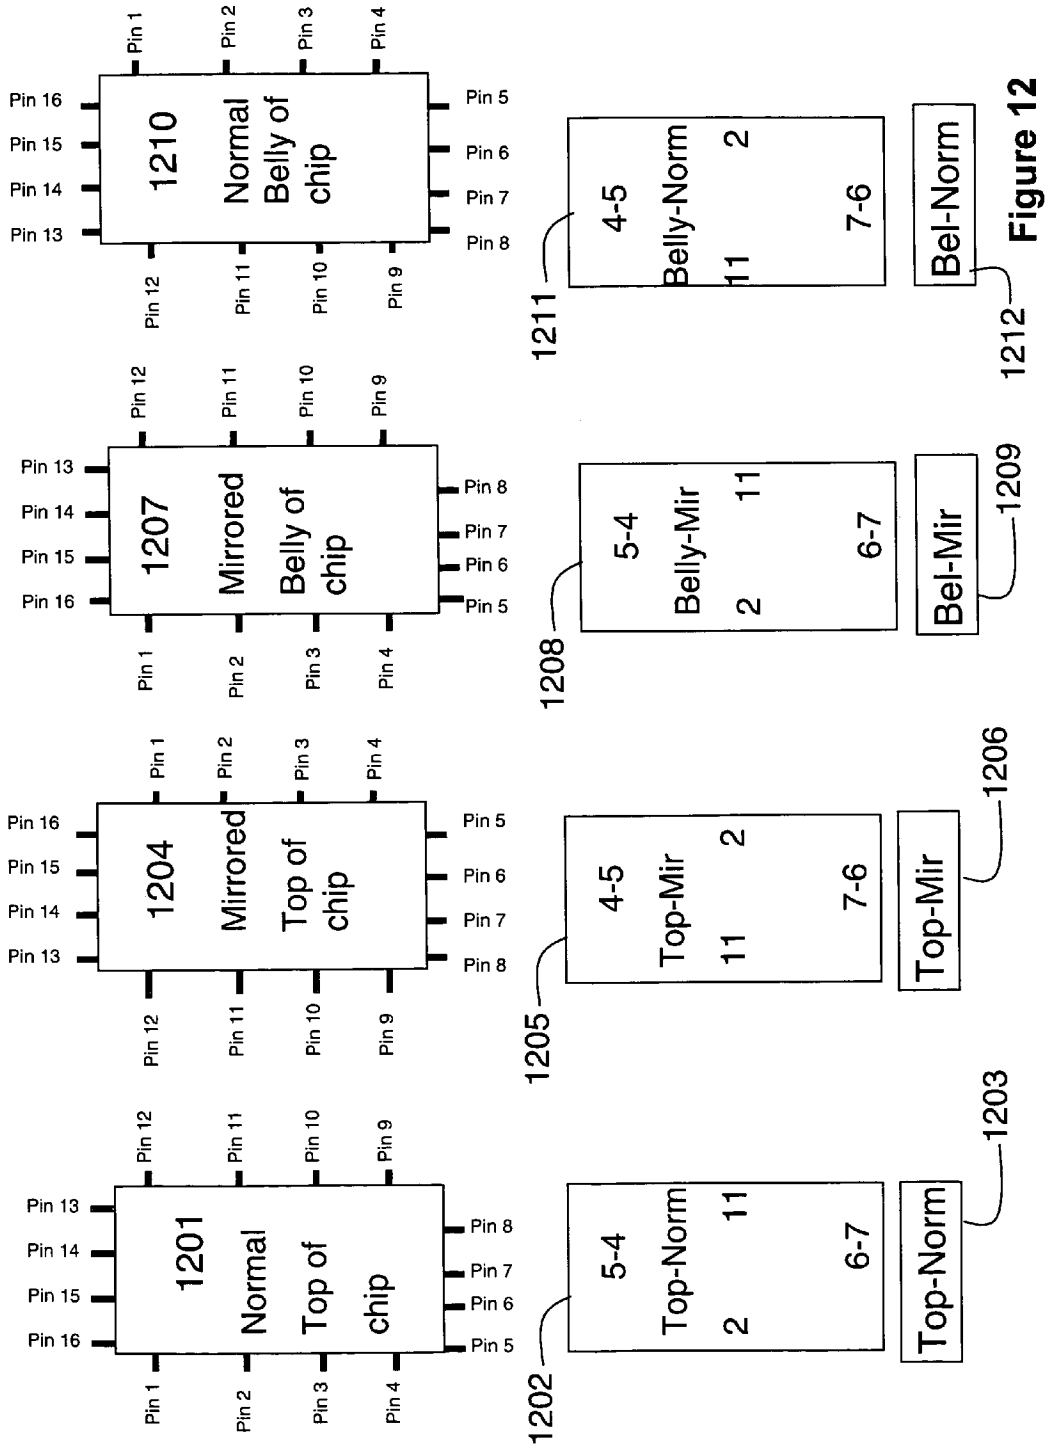 Pin 16
Pin 15
Pin 14
Pin 13
Pin 1
Pin 2
Pin 3
Pin 4
1201
Normal
Top of
chip
Pin 12
Pin 11
Pin 10
Pin 9
Pin 5
Pin 6
Pin 7
Pin 8
1202
5-4
Top-Norm
2 11
6-7
Top-Norm
1203
Pin 13
Pin 14
Pin 15
Pin 16
Pin 12
Pin 11
Pin 10
Pin 9
1204
Mirrored
Top of
chip
Pin 1
Pin 2
Pin 3
Pin 4
Pin 8
Pin 7
Pin 6
Pin 5
1205
4-5
Top-Mir
11 2
7-6
Top-Mir
1206
Pin 16
Pin 15
Pin 14
Pin 13
Pin 1
Pin 2
Pin 3
Pin 4
1207
Mirrored
Belly of
chip
Pin 12
Pin 11
Pin 10
Pin 9
Pin 5
Pin 6
Pin 7
Pin 8
1208
5-4
Belly-Mir
2 11
6-7
Bel-Mir
1209
Pin 13
Pin 14
Pin 15
Pin 16
Pin 12
Pin 11
Pin 10
Pin 9
1210
Normal
Belly of
chip
Pin 1
Pin 2
Pin 3
Pin 4
Pin 8
Pin 7
Pin 6
Pin 5
1211
4-5
Belly-Norm
11 2
7-6
Bel-Norm
1212
Figure 12